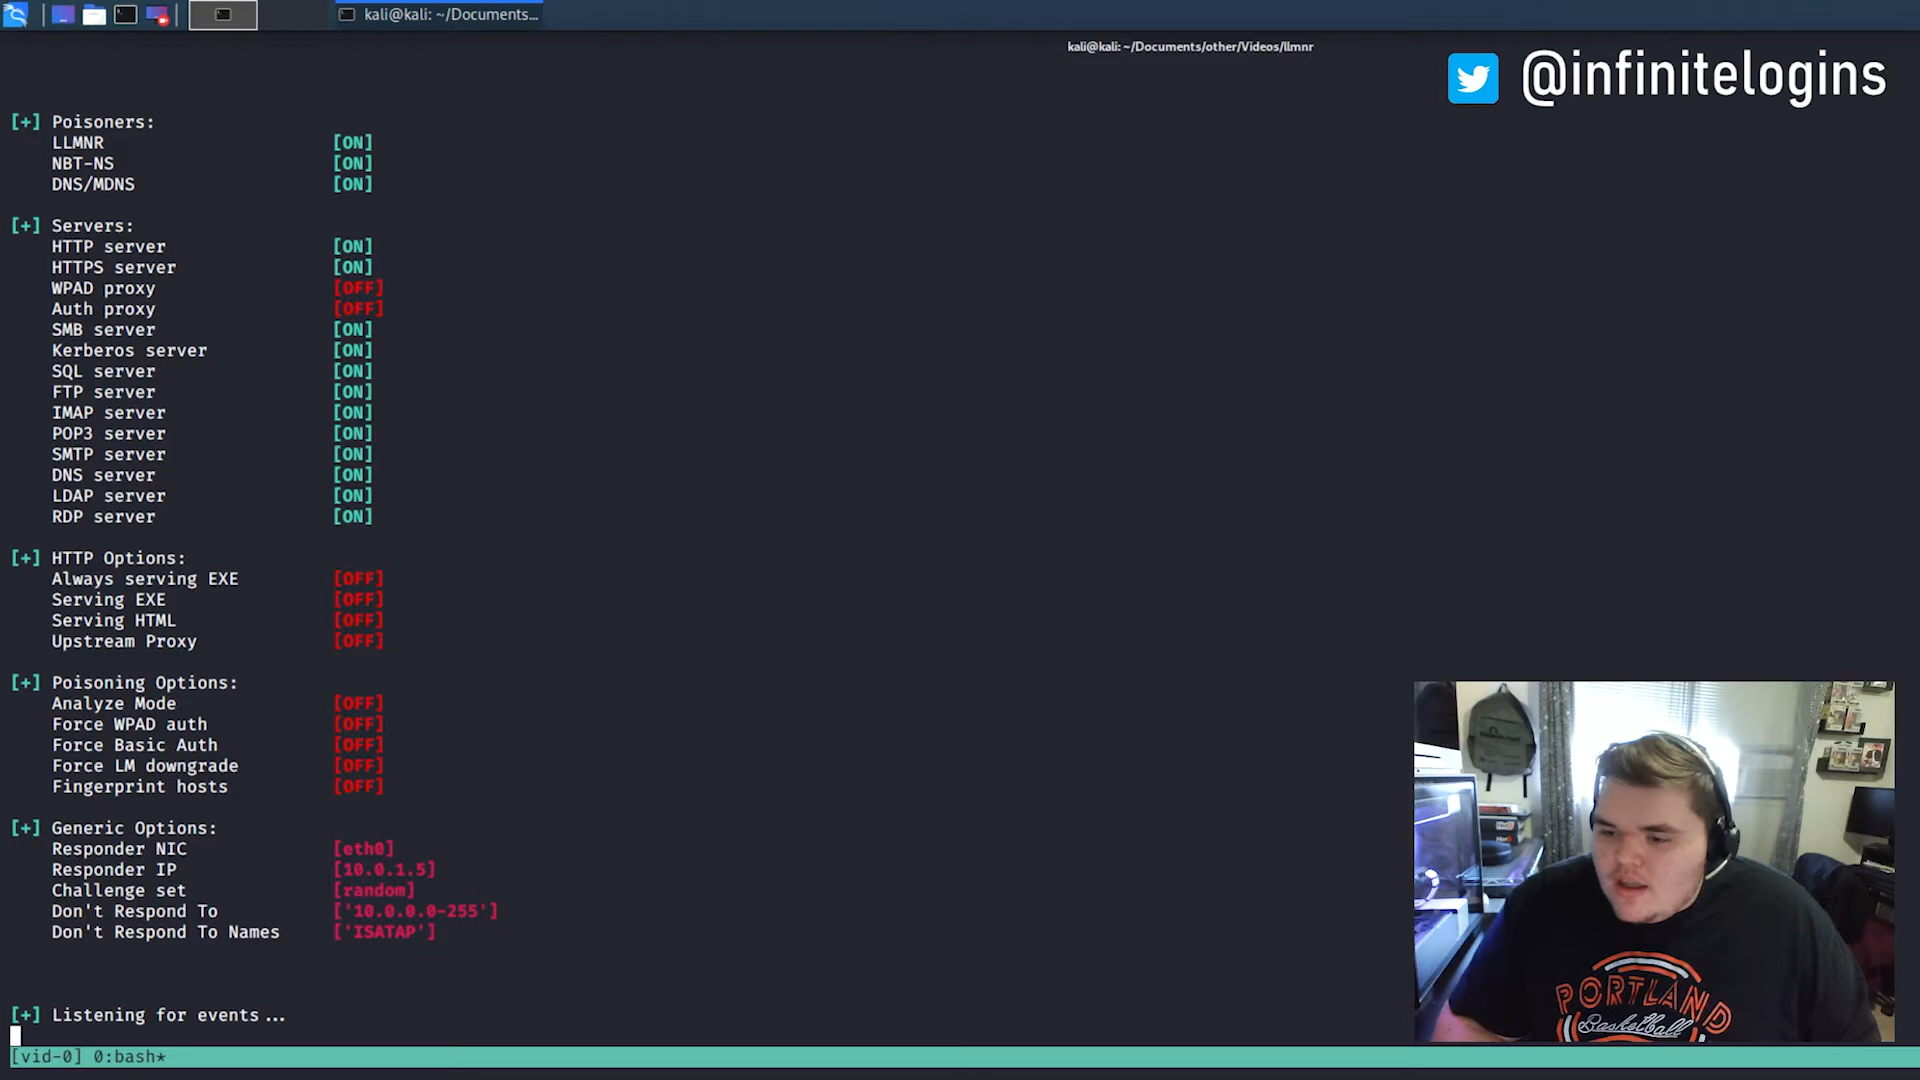 kali@kali: ~/Documents...
kali@kali: ~/Documents/other/Videos/llmnr
@infinitelogins
[+] Poisoners:
LLMNR [ON]
NBT-NS [ON]
DNS/MDNS [ON]
[+] Servers:
HTTP server [ON]
HTTPS server [ON]
WPAD proxy [OFF]
Auth proxy [OFF]
SMB server [ON]
Kerberos server [ON]
SQL server [ON]
FTP server [ON]
IMAP server [ON]
POP3 server [ON]
SMTP server [ON]
DNS server [ON]
LDAP server [ON]
RDP server [ON]
[+] HTTP Options:
Always serving EXE [OFF]
Serving EXE [OFF]
Serving HTML [OFF]
Upstream Proxy [OFF]
[+] Poisoning Options:
Analyze Mode [OFF]
Force WPAD auth [OFF]
Force Basic Auth [OFF]
Force LM downgrade [OFF]
Fingerprint hosts [OFF]
[+] Generic Options:
Responder NIC [eth0]
Responder IP [10.0.1.5]
Challenge set [random]
Don't Respond To ['10.0.0.0-255']
Don't Respond To Names ['ISATAP']
[+] Listening for events...
PORTLAND
Basketball
[vid-0] 0:bash*